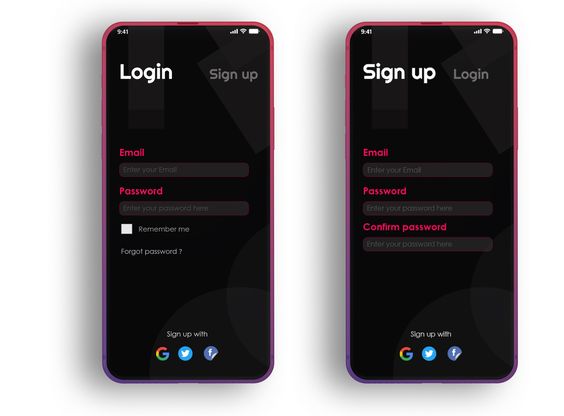 9:41
Login Sign up
Email
Enter your Email
Password
Enter your password here
Remember me
Forgot password ?
Sign up with
9:41
Sign up Login
Email
Enter your Email
Password
Enter your password here
Confirm password
Enter your password here
Sign up with